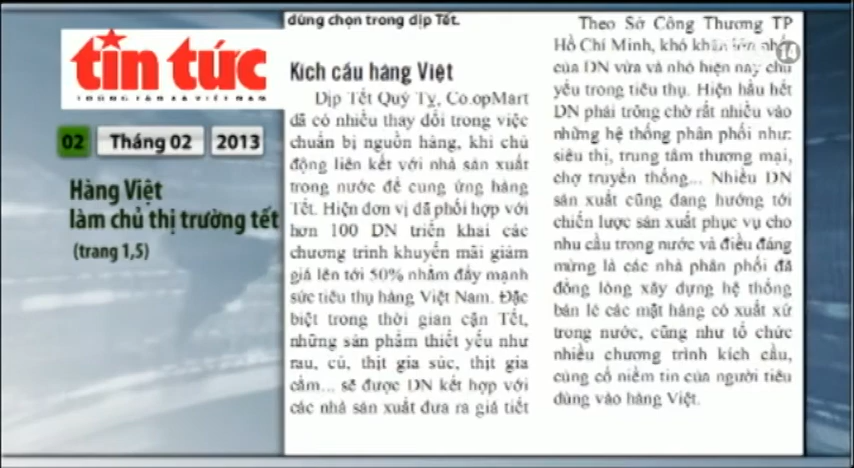 tin tức
THÔNG TẤN XÃ VIỆT NAM
02 Tháng 02 2013
Hàng Việt
làm chủ thị trường tết
(trang 1,5)
dùng chọn trong dịp Tết.
Kích cầu hàng Việt
Dịp Tết Quý Tỵ, Co.opMart
đã có nhiều thay đổi trong việc
chuẩn bị nguồn hàng, khi chủ
động liên kết với nhà sản xuất
trong nước để cung ứng hàng
Tết. Hiện đơn vị đã phối hợp với
hơn 100 DN triển khai các
chương trình khuyến mãi giảm
giá lên tới 50% nhằm đẩy mạnh
sức tiêu thụ hàng Việt Nam. Đặc
biệt trong thời gian cận Tết,
những sản phẩm thiết yếu như
rau, củ, thịt gia súc, thịt gia
cầm... sẽ được DN kết hợp với
các nhà sản xuất đưa ra giá tiết
Theo Sở Công Thương TP
Hồ Chí Minh, khó khăn lớn nhất
của DN vừa và nhỏ hiện nay chủ
yếu trong tiêu thụ. Hiện hầu hết
DN phải trông chờ rất nhiều vào
những hệ thống phân phối như:
siêu thị, trung tâm thương mại,
chợ truyền thống... Nhiều DN
sản xuất cũng đang hướng tới
chiến lược sản xuất phục vụ cho
nhu cầu trong nước và điều đáng
mừng là các nhà phân phối đã
đồng lòng xây dựng hệ thống
bán lẻ các mặt hàng có xuất xứ
trong nước, cũng như tổ chức
nhiều chương trình kích cầu,
củng cố niềm tin của người tiêu
dùng vào hàng Việt.